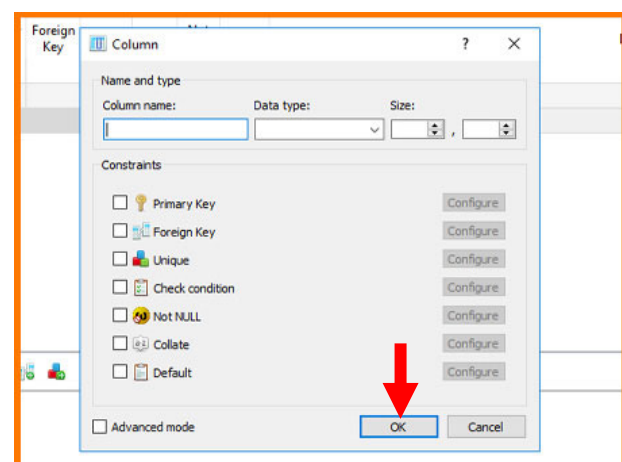 Foreign
Key
Column
?
Name and type
Column name:
Data type:
Size:
,
Constraints
Primary Key
Configure
Foreign Key
Configure
Unique
Configure
Check condition
Configure
Not NULL
Configure
Collate
Configure
Default
Configure
Advanced mode
OK
Cancel